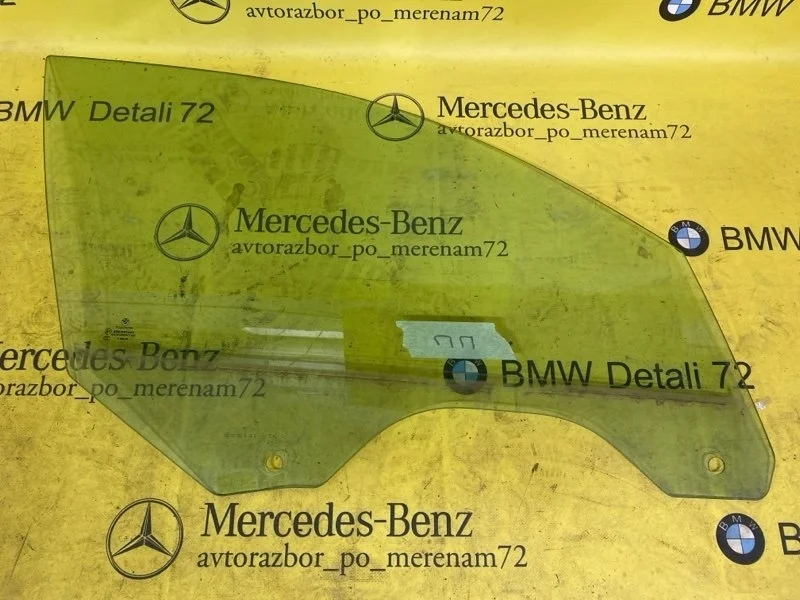 avtorazbor_po_merenam72
BMW
BMW Detali 72
Mercedes-Benz
avtorazbor_po_merenam72
Mercedes-Benz
avtorazbor_po_merenam72
BMW
ПП
Mercedes-Benz
avtorazbor_po_merenam72
BMW Detali 72
Mercedes-Benz
avtorazbor_po_merenam72
BMW